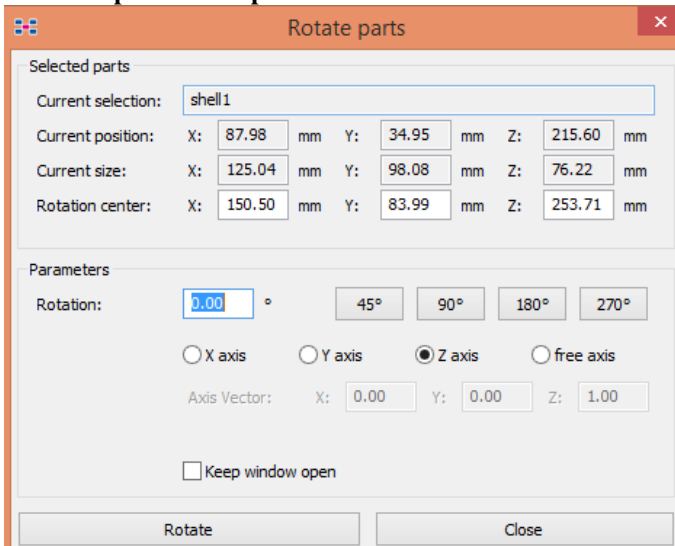 Rotate parts
Selected parts
Current selection: shell1
Current position: X: 87.98 mm Y: 34.95 mm Z: 215.60 mm
Current size: X: 125.04 mm Y: 98.08 mm Z: 76.22 mm
Rotation center: X: 150.50 mm Y: 83.99 mm Z: 253.71 mm
Parameters
Rotation: 0.00 ° 45° 90° 180° 270°
X axis Y axis Z axis free axis
Axis Vector: X: 0.00 Y: 0.00 Z: 1.00
Keep window open
Rotate Close